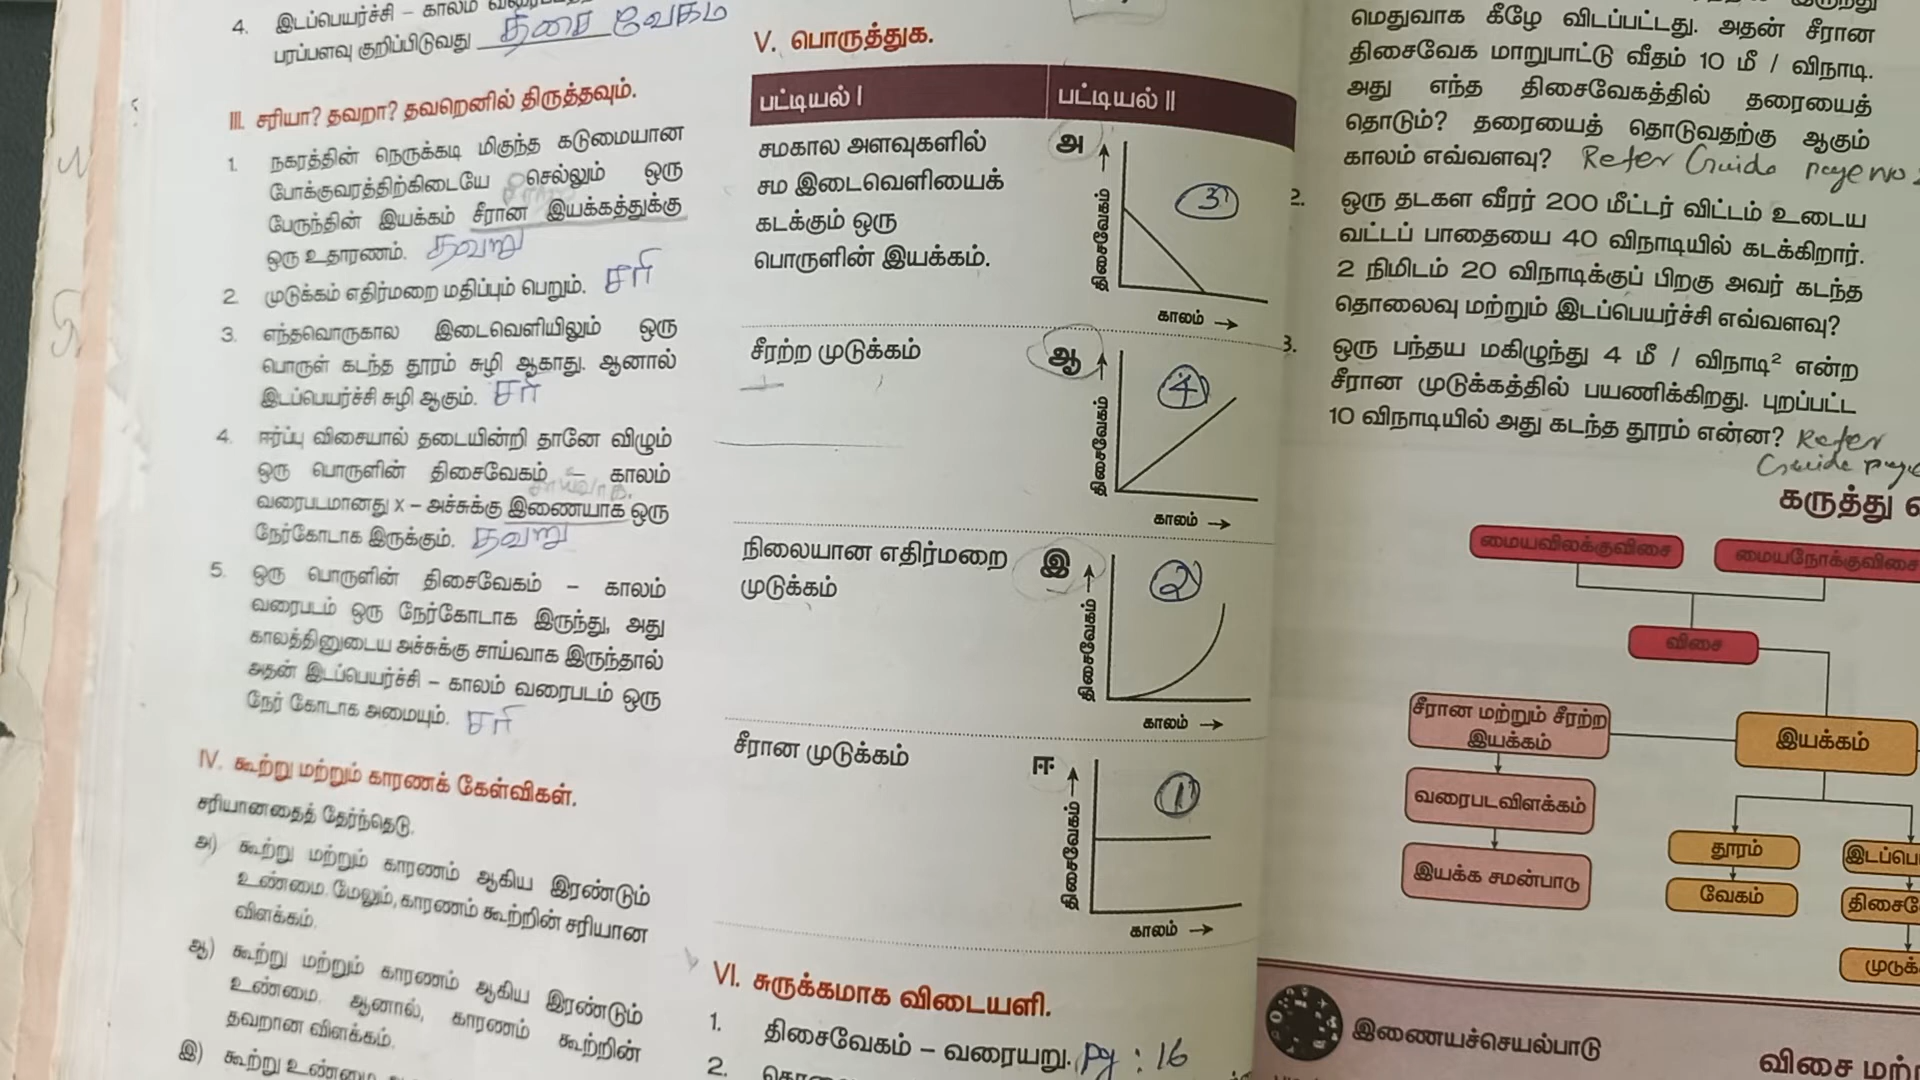 4. இடப்பெயர்ச்சி – காலம்
பரப்பளவு குறிப்பிடுவது திசை வேகம்
III. சரியா? தவறா? தவறெனில் திருத்தவும்.
1. நகரத்தின் நெருக்கடி மிகுந்த கடுமையான
போக்குவரத்திற்கிடையே செல்லும் ஒரு
பேருந்தின் இயக்கம் சீரான இயக்கத்துக்கு
ஒரு உதாரணம். தவறு
2. முடுக்கம் எதிர்மறை மதிப்பும் பெறும். சரி
3. எந்தவொருகால இடைவெளியிலும் ஒரு
பொருள் கடந்த தூரம் சுழி ஆகாது. ஆனால்
இடப்பெயர்ச்சி சுழி ஆகும். சரி
4. ஈர்ப்பு விசையால் தடையின்றி தானே விழும்
ஒரு பொருளின் திசைவேகம் – காலம்
வரைபடமானது x – அச்சுக்கு இணையாக ஒரு
நேர்கோடாக இருக்கும். தவறு
5. ஒரு பொருளின் திசைவேகம் – காலம்
வரைபடம் ஒரு நேர்கோடாக இருந்து, அது
காலத்தினுடைய அச்சுக்கு சாய்வாக இருந்தால்
அதன் இடப்பெயர்ச்சி – காலம் வரைபடம் ஒரு
நேர் கோடாக அமையும். சரி
IV. கூற்று மற்றும் காரணக் கேள்விகள்.
சரியானதைத் தேர்ந்தெடு.
அ) கூற்று மற்றும் காரணம் ஆகிய இரண்டும்
உண்மை. மேலும், காரணம் கூற்றின் சரியான
விளக்கம்.
ஆ) கூற்று மற்றும் காரணம் ஆகிய இரண்டும்
உண்மை. ஆனால், காரணம் கூற்றின்
தவறான விளக்கம்.
இ) கூற்று உண்மை
V. பொருத்துக.
பட்டியல் I பட்டியல் II
சமகால அளவுகளில்
சம இடைவெளியைக்
கடக்கும் ஒரு
பொருளின் இயக்கம்.
அ
3
திசைவேகம்
காலம்
சீரற்ற முடுக்கம்
ஆ
4
திசைவேகம்
காலம்
நிலையான எதிர்மறை
முடுக்கம்
இ
2
திசைவேகம்
காலம்
சீரான முடுக்கம்
ஈ
1
திசைவேகம்
காலம்
VI. சுருக்கமாக விடையளி.
1. திசைவேகம் – வரையறு. pg : 16
2.
மெதுவாக கீழே விடப்பட்டது. அதன் சீரான
திசைவேக மாறுபாட்டு வீதம் 10 மீ / விநாடி.
அது எந்த திசைவேகத்தில் தரையைத்
தொடும்? தரையைத் தொடுவதற்கு ஆகும்
காலம் எவ்வளவு? Refer Guide page no
2. ஒரு தடகள வீரர் 200 மீட்டர் விட்டம் உடைய
வட்டப் பாதையை 40 விநாடியில் கடக்கிறார்.
2 நிமிடம் 20 விநாடிக்குப் பிறகு அவர் கடந்த
தொலைவு மற்றும் இடப்பெயர்ச்சி எவ்வளவு?
3. ஒரு பந்தய மகிழுந்து 4 மீ / விநாடி² என்ற
சீரான முடுக்கத்தில் பயணிக்கிறது. புறப்பட்ட
10 விநாடியில் அது கடந்த தூரம் என்ன? Refer
Guide page
கருத்து
மையவிலக்குவிசை மையநோக்குவிசை
விசை
சீரான மற்றும் சீரற்ற
இயக்கம்
இயக்கம்
வரைபடவிளக்கம்
தூரம்
இயக்க சமன்பாடு
வேகம்
இணையச்செயல்பாடு
விசை